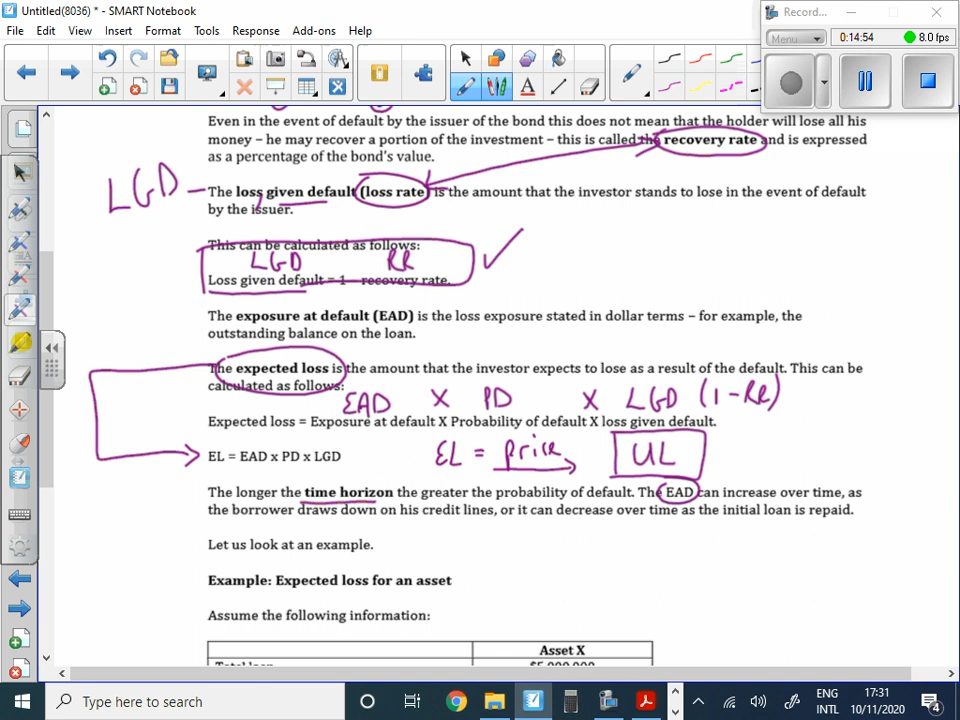 Untitled(8036) * - SMART Notebook
Record...
File Edit View Insert Format Tools Response Add-ons Help
Menu
0:14:54
8.0 fps
Even in the event of default by the issuer of the bond this does not mean that the holder will lose all his
money – he may recover a portion of the investment – this is called the recovery rate and is expressed
as a percentage of the bond's value.
LGD
The loss given default (loss rate) is the amount that the investor stands to lose in the event of default
by the issuer.
This can be calculated as follows:
LGD RR
Loss given default = 1 – recovery rate.
The exposure at default (EAD) is the loss exposure stated in dollar terms – for example, the
outstanding balance on the loan.
The expected loss is the amount that the investor expects to lose as a result of the default. This can be
calculated as follows:
EAD X PD X LGD (1-RR)
Expected loss = Exposure at default X Probability of default X loss given default.
EL = EAD x PD x LGD
EL = price UL
The longer the time horizon the greater the probability of default. The EAD can increase over time, as
the borrower draws down on his credit lines, or it can decrease over time as the initial loan is repaid.
Let us look at an example.
Example: Expected loss for an asset
Assume the following information:
Asset X
Total loan $5,000,000
Type here to search
ENG
INTL
17:31
10/11/2020
4